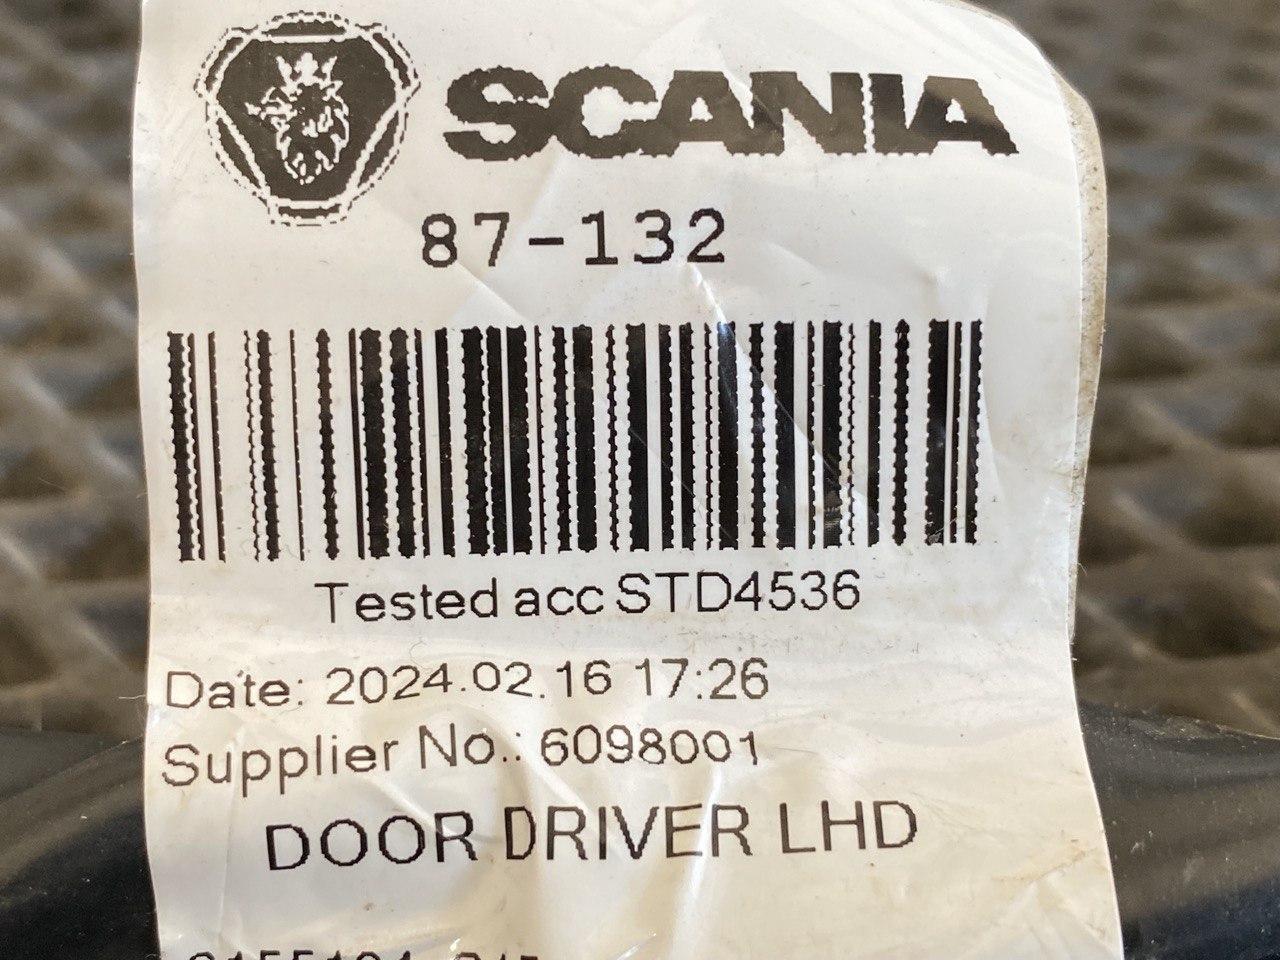 SCANIA
87-132
Tested acc STD4536
Date: 2024.02.16 17:26
Supplier No.: 6098001
DOOR DRIVER LHD